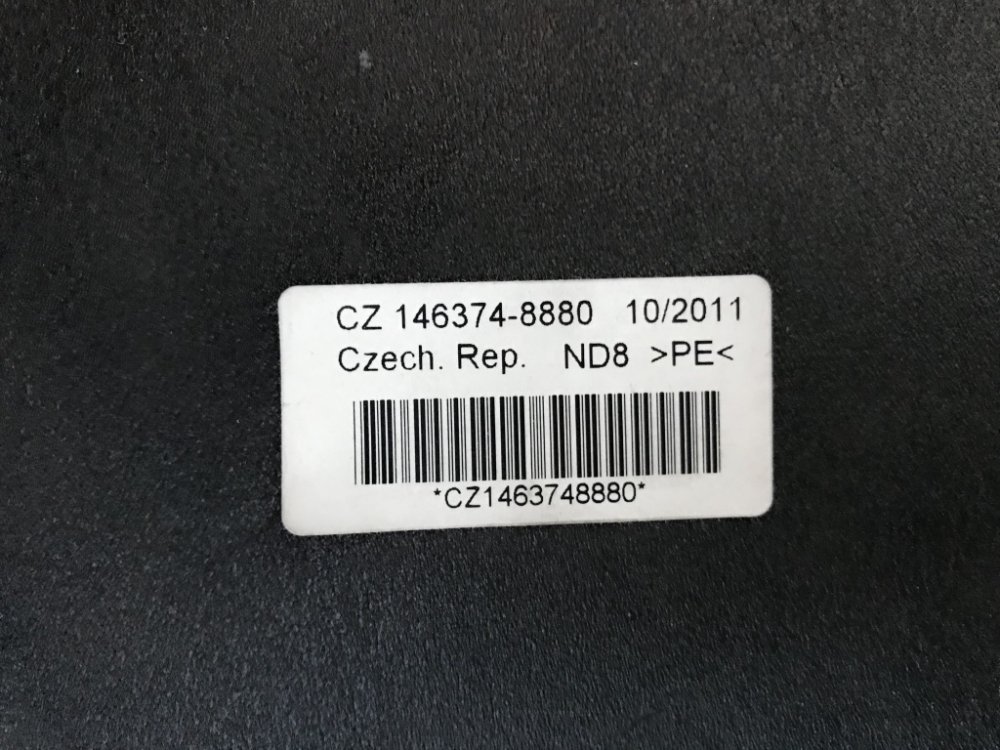 CZ 146374-8880 10/2011
Czech. Rep. ND8 >PE<
*CZ1463748880*